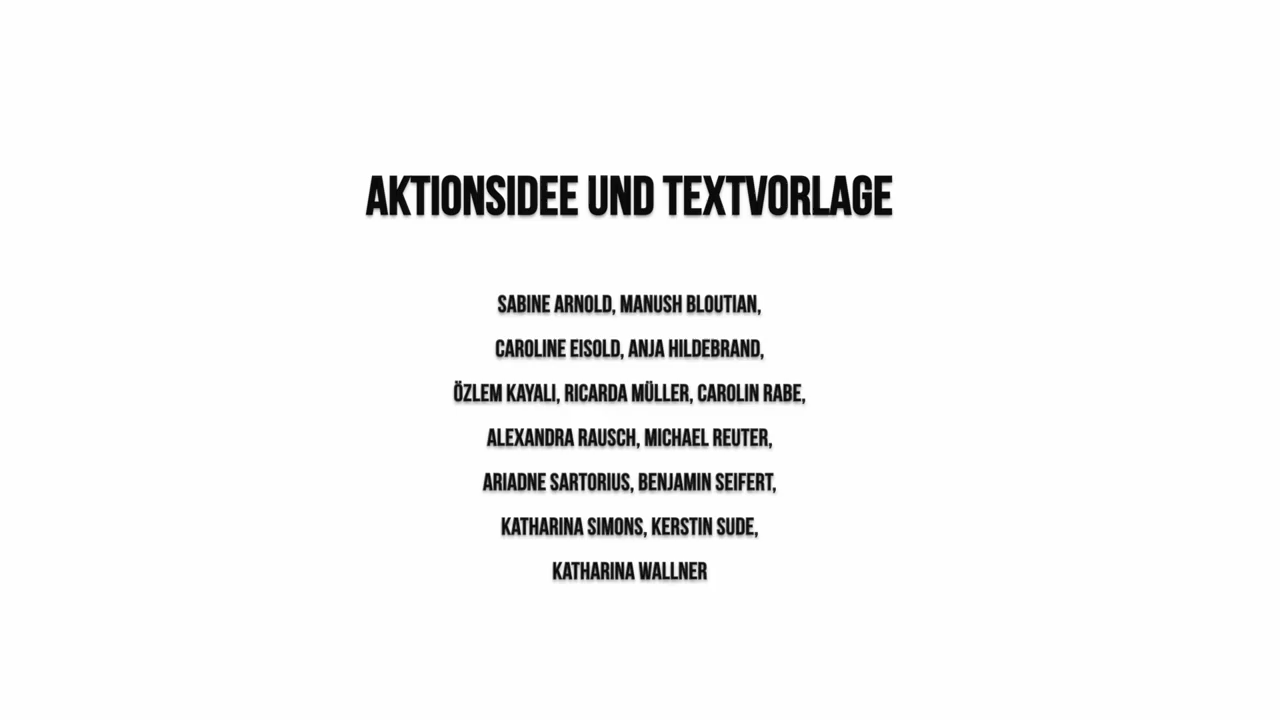 AKTIONSIDEE UND TEXTVORLAGE
SABINE ARNOLD, MANUSH BLOUTIAN,
CAROLINE EISOLD, ANJA HILDEBRAND,
ÖZLEM KAYALI, RICARDA MÜLLER, CAROLIN RABE,
ALEXANDRA RAUSCH, MICHAEL REUTER,
ARIADNE SARTORIUS, BENJAMIN SEIFERT,
KATHARINA SIMONS, KERSTIN SUDE,
KATHARINA WALLNER